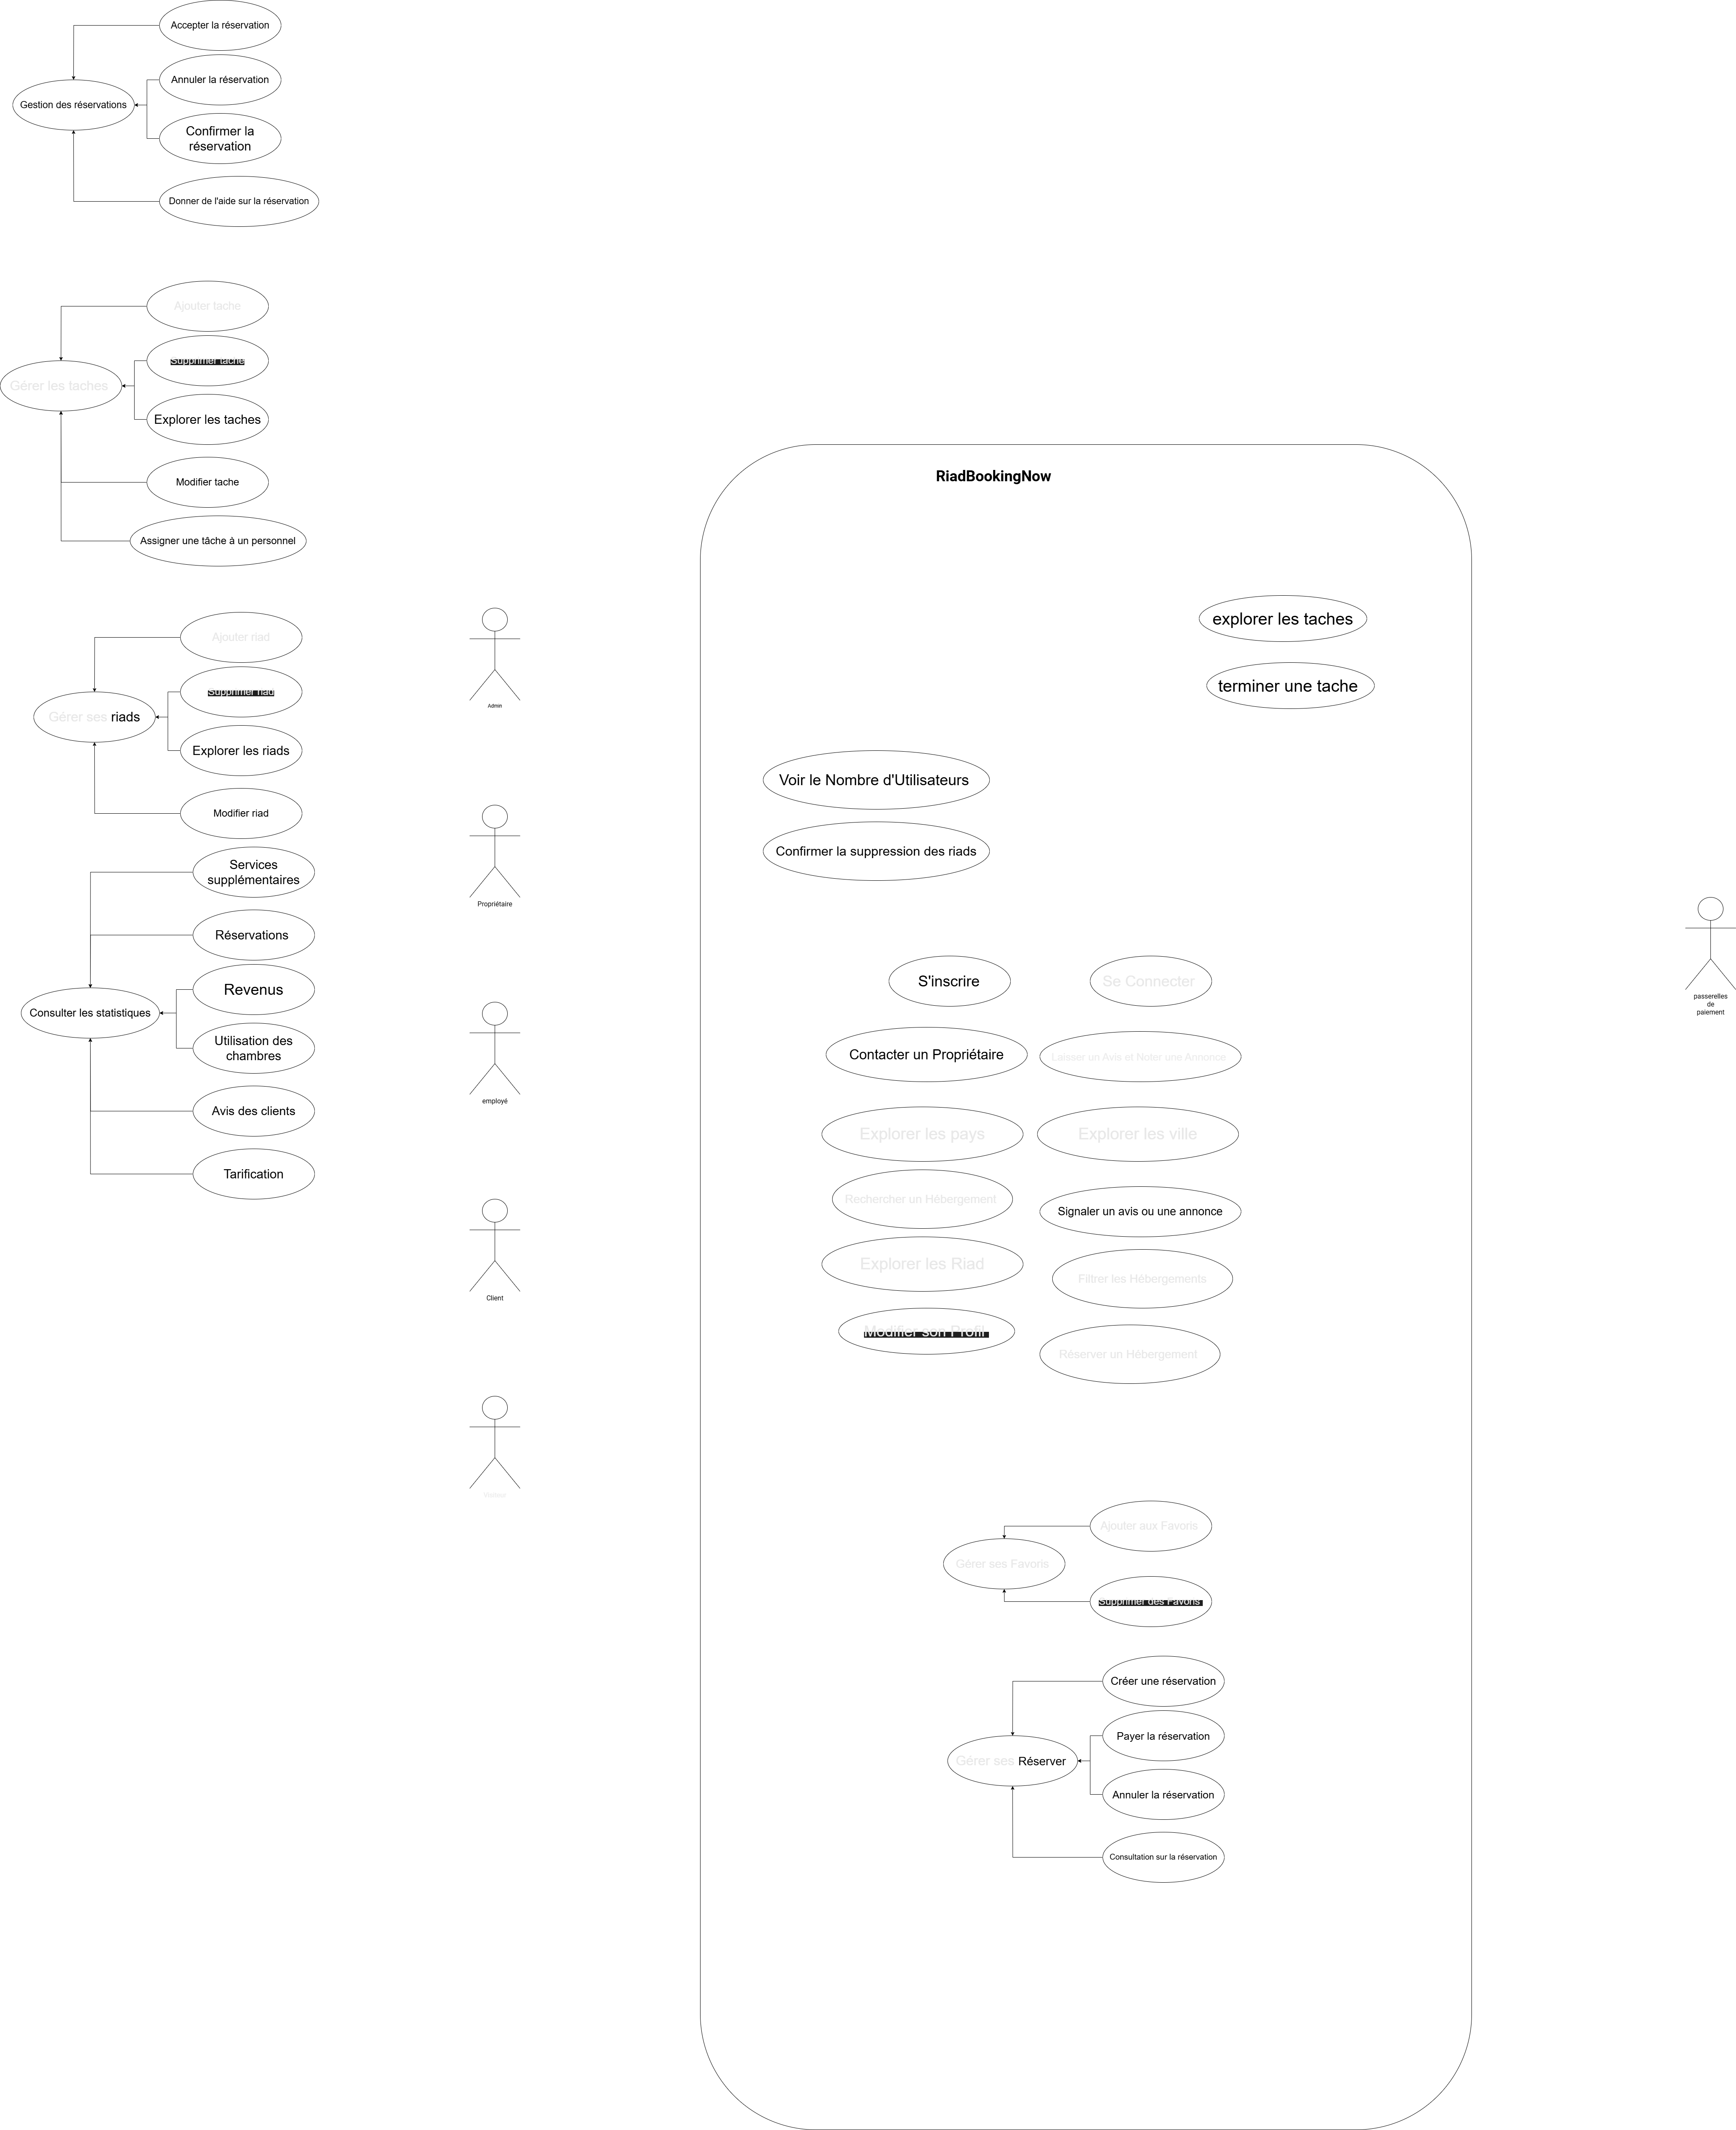 Accepter la réservation
Annuler la réservation
Gestion des réservations
Confirmer la
réservation
Donner de l'aide sur la réservation
Ajouter tache
Supprimer tache
Gérer les taches
Explorer les taches
Modifier tache
Assigner une tâche à un personnel
Ajouter riad
Supprimer riad
Gérer ses riads
Explorer les riads
Modifier riad
Services
supplémentaires
Réservations
Revenus
Consulter les statistiques
Utilisation des
chambres
Avis des clients
Tarification
Admin
Propriétaire
employé
Client
RiadBookingNow
explorer les taches
terminer une tache
Voir le Nombre d'Utilisateurs
Confirmer la suppression des riads
S'inscrire
Se Connecter
Contacter un Propriétaire
Laisser un Avis et Noter une Annonce
Explorer les pays
Explorer les ville
Rechercher un Hébergement
Signaler un avis ou une annonce
Explorer les Riad
Filtrer les Hébergements
Modifier son Profil
Réserver un Hébergement
Ajouter aux Favoris
Gérer ses Favoris
Supprimer des Favoris
Créer une réservation
Payer la réservation
Gérer ses Réserver
Annuler la réservation
Consultation sur la réservation
passerelles
de
paiement